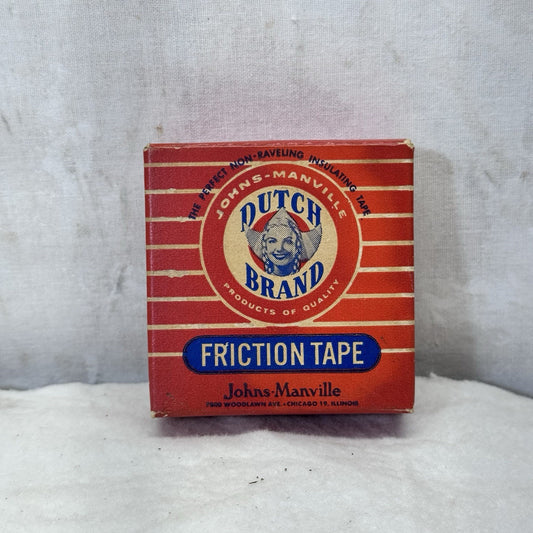 THE PERFECT NON-RAVELING INSULATING TAPE
JOHNS-MANVILLE
DUTCH
BRAND
PRODUCTS OF QUALITY
FRICTION TAPE
Johns-Manville
7800 WOODLAWN AVE. • CHICAGO 19, ILLINOIS